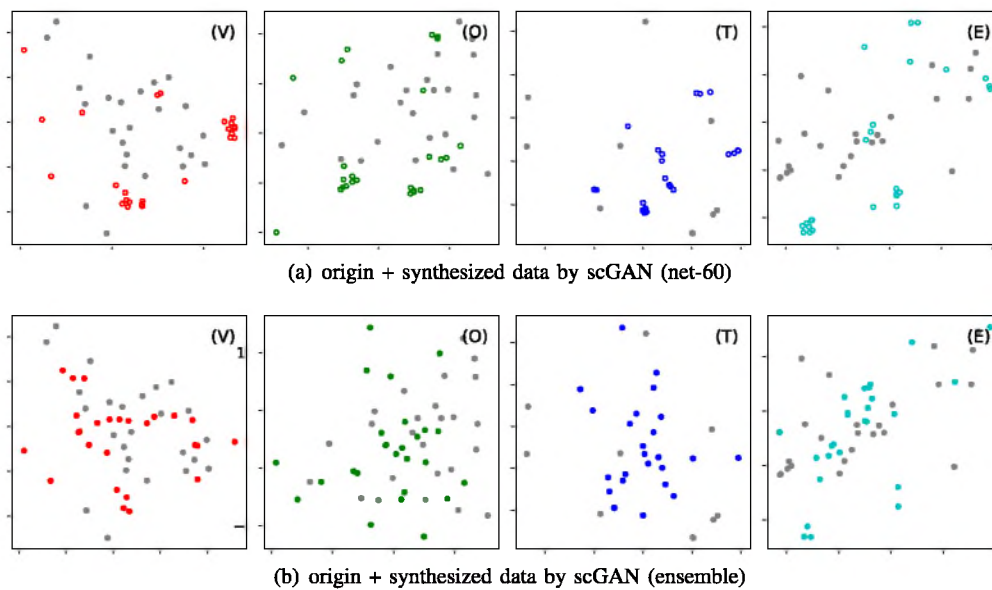 (V) (O) (T) (E)
(a) origin + synthesized data by scGAN (net-60)
(V) (O) (T) (E)
1
(b) origin + synthesized data by scGAN (ensemble)